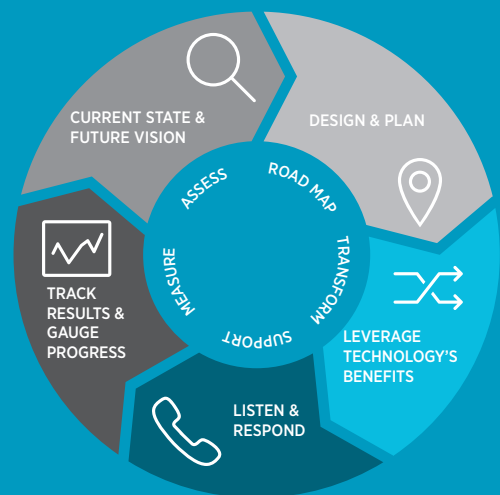 CURRENT STATE &
FUTURE VISION
DESIGN & PLAN
ASSESS
ROAD MAP
TRANSFORM
SUPPORT
MEASURE
LEVERAGE
TECHNOLOGY'S
BENEFITS
LISTEN &
RESPOND
TRACK
RESULTS &
GAUGE
PROGRESS